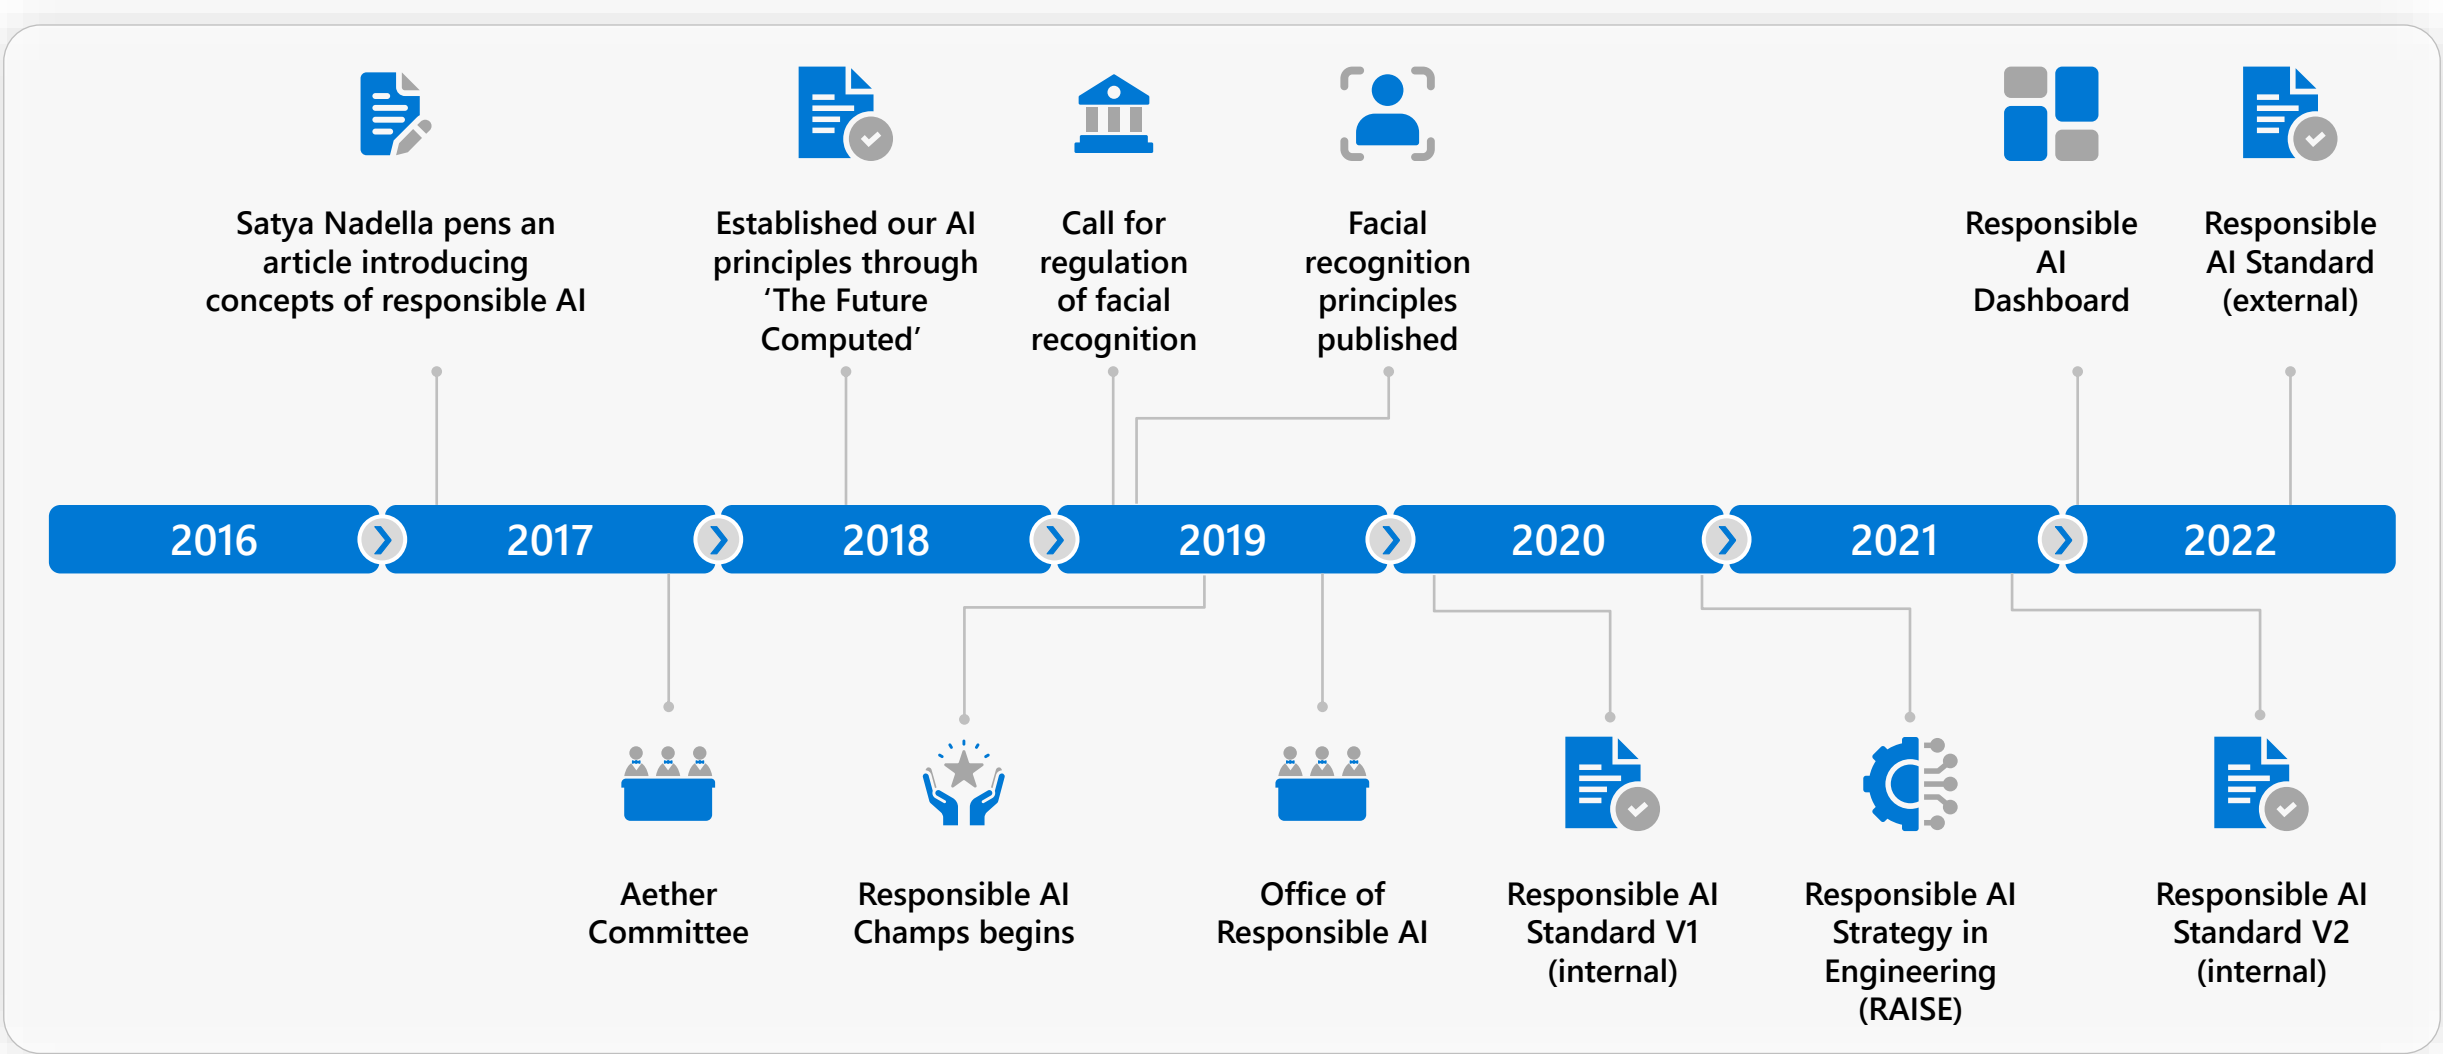 Satya Nadella pens an
article introducing
concepts of responsible AI
Established our AI
principles through
‘The Future
Computed’
Call for
regulation
of facial
recognition
Facial
recognition
principles
published
Responsible
AI
Dashboard
Responsible
AI Standard
(external)
2016
2017
2018
2019
2020
2021
2022
Aether
Committee
Responsible AI
Champs begins
Office of
Responsible AI
Responsible AI
Standard V1
(internal)
Responsible AI
Strategy in
Engineering
(RAISE)
Responsible AI
Standard V2
(internal)